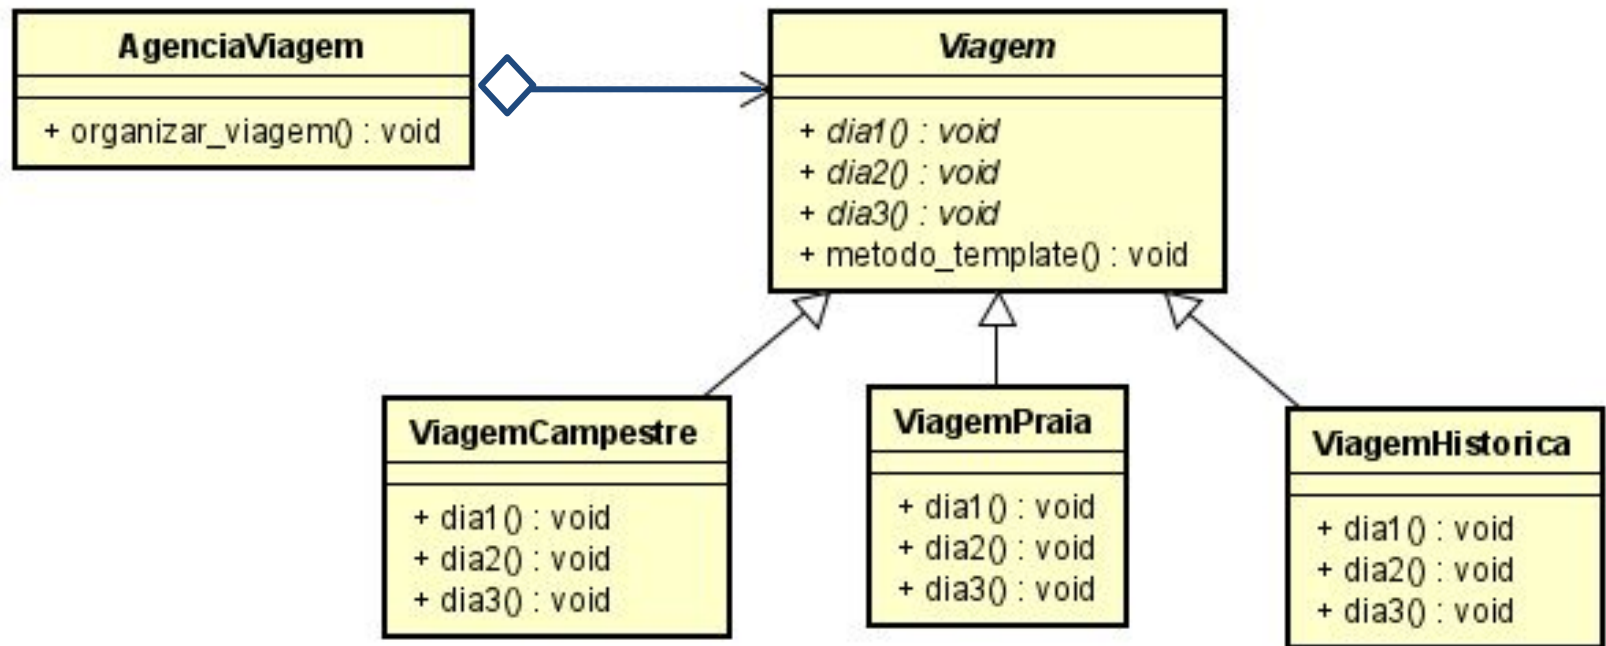 AgenciaViagem
+ organizar_viagem() : void
Viagem
+ dia1() : void
+ dia2() : void
+ dia3() : void
+ metodo_template() : void
ViagemCampestre
+ dia1() : void
+ dia2() : void
+ dia3() : void
ViagemPraia
+ dia1() : void
+ dia2() : void
+ dia3() : void
ViagemHistorica
+ dia1() : void
+ dia2() : void
+ dia3() : void